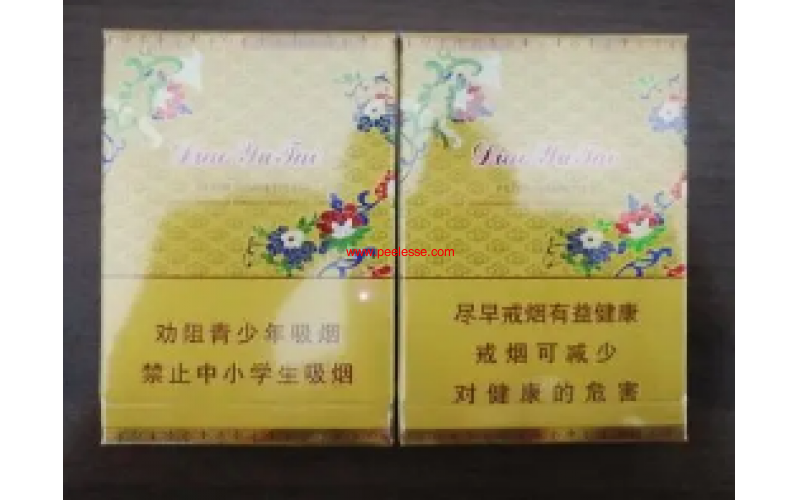 Diao Yu Tai
劝阻青少年吸烟
禁止中小学生吸烟
Diao Yu Tai
尽早戒烟有益健康
戒烟可减少
对健康的危害
www.peelesse.com